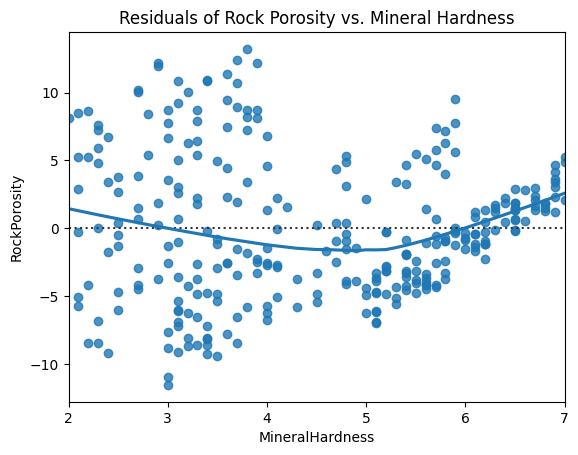 Residuals of Rock Porosity vs. Mineral Hardness
10
5
0
−5
−10
RockPorosity
2 3 4 5 6 7
MineralHardness